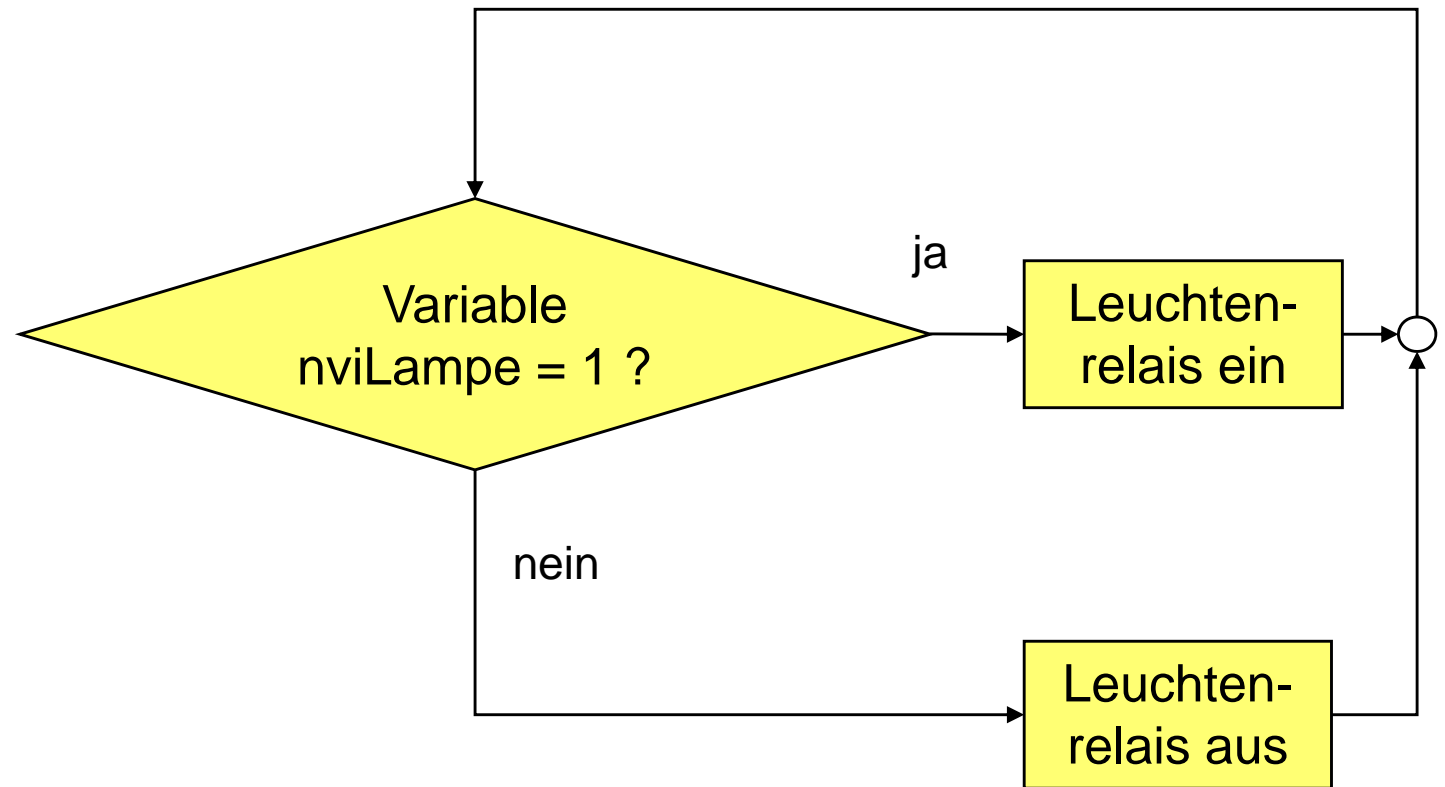 Variable
nviLampe = 1 ?
ja
Leuchten-
relais ein
nein
Leuchten-
relais aus